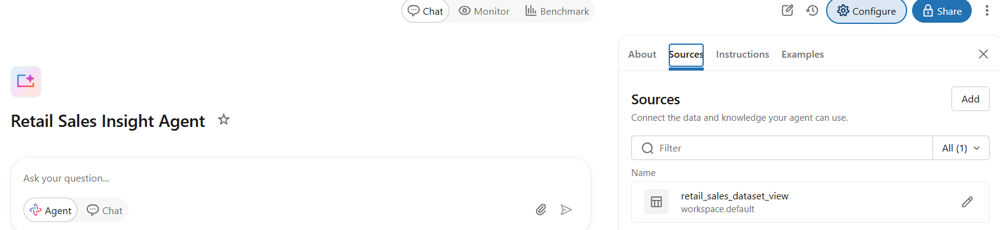 Chat
Monitor
Benchmark
Configure
Share
Retail Sales Insight Agent
Ask your question...
Agent
Chat
About
Sources
Instructions
Examples
Sources
Add
Connect the data and knowledge your agent can use.
Filter
All (1)
Name
retail_sales_dataset_view
workspace.default